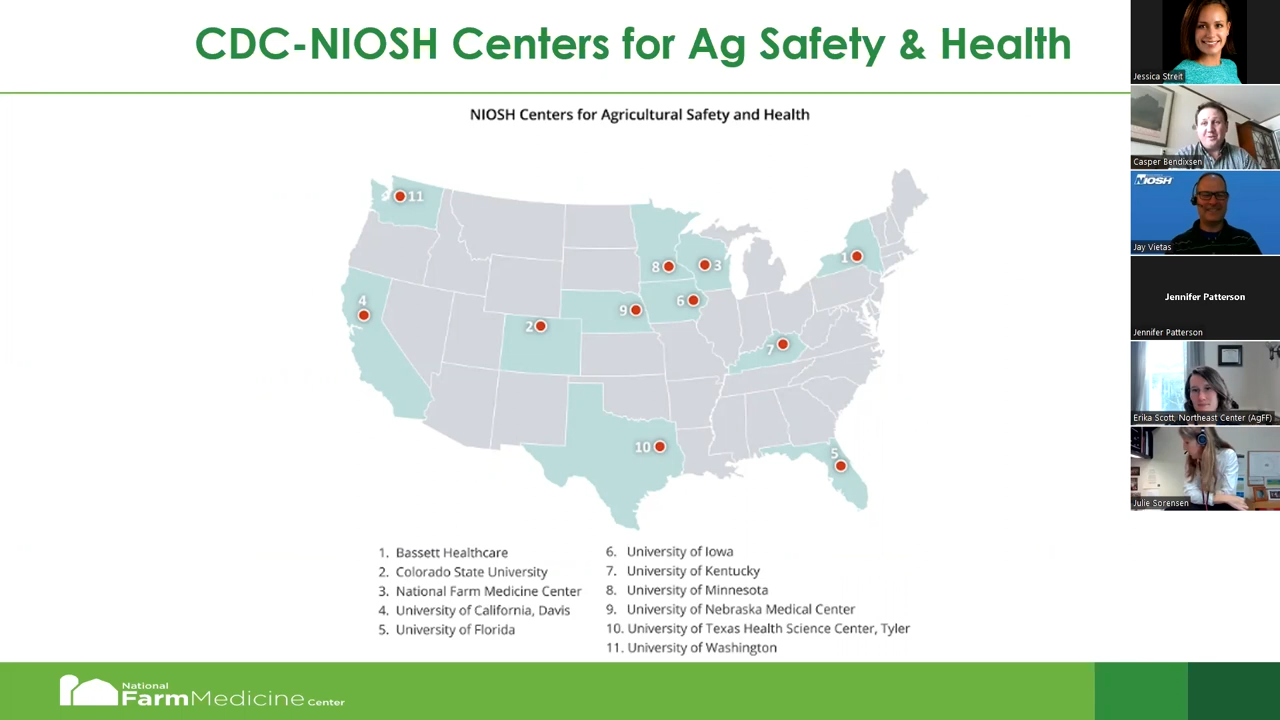 CDC-NIOSH Centers for Ag Safety & Health
NIOSH Centers for Agricultural Safety and Health
11
8
3
1
4
6
9
2
7
10
5
1. Bassett Healthcare
2. Colorado State University
3. National Farm Medicine Center
4. University of California, Davis
5. University of Florida
6. University of Iowa
7. University of Kentucky
8. University of Minnesota
9. University of Nebraska Medical Center
10. University of Texas Health Science Center, Tyler
11. University of Washington
National
FarmMedicine Center
Jessica Streit
Casper Bendixsen
NIOSH
Jay Vietas
Jennifer Patterson
Jennifer Patterson
Erika Scott, Northeast Center (AgFF)
Julie Sorensen